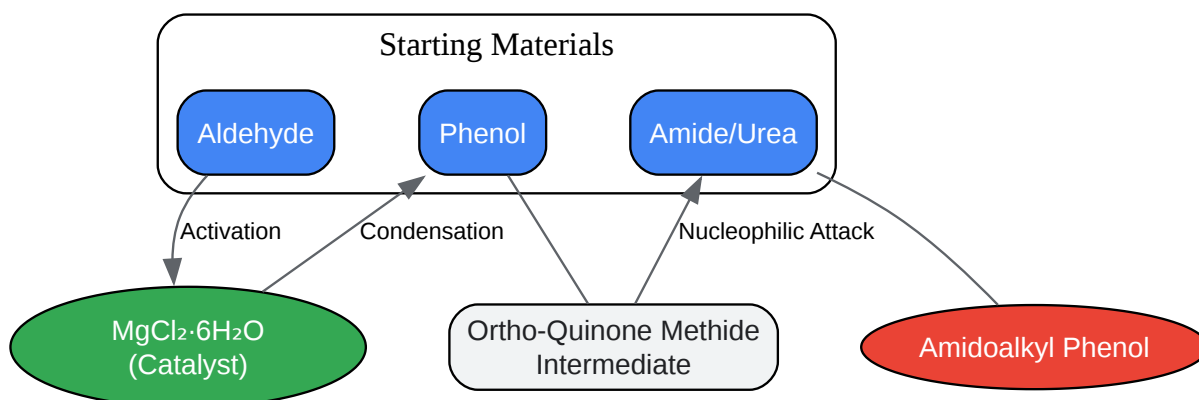 Starting Materials
Aldehyde
Phenol
Amide/Urea
Activation
Condensation
Nucleophilic Attack
MgCl₂·6H₂O
(Catalyst)
Ortho-Quinone Methide
Intermediate
Amidoalkyl Phenol